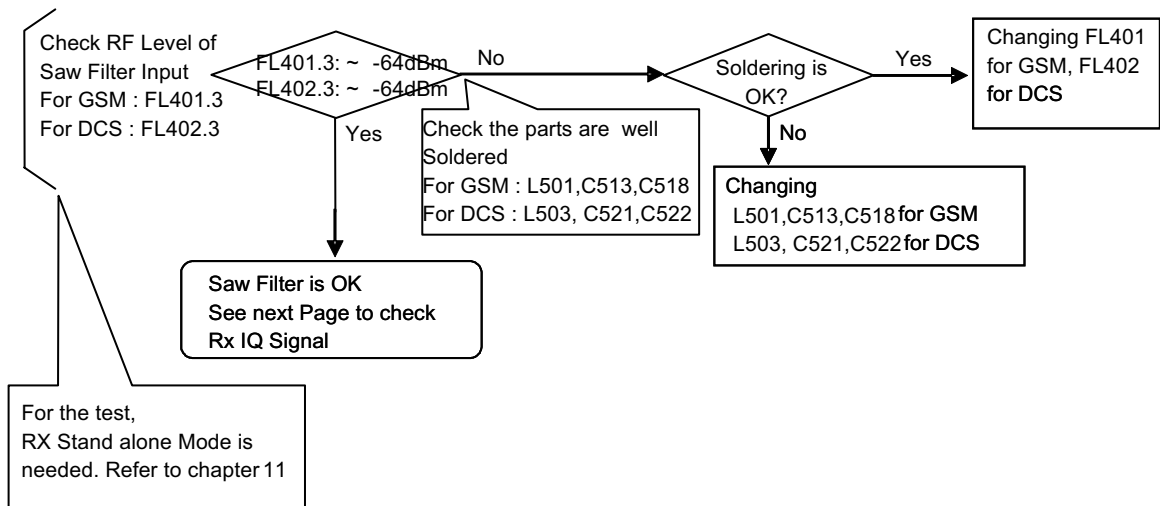 Check RF Level of
Saw Filter Input
For GSM : FL401.3
For DCS : FL402.3
FL401.3: ~ -64dBm
FL402.3: ~ -64dBm
No
Soldering is
OK?
Yes
Changing FL401
for GSM, FL402
for DCS
Yes
Check the parts are well
Soldered
For GSM : L501,C513,C518
For DCS : L503, C521,C522
No
Changing
L501,C513,C518 for GSM
L503, C521,C522 for DCS
Saw Filter is OK
See next Page to check
Rx IQ Signal
For the test,
RX Stand alone Mode is
needed. Refer to chapter 11